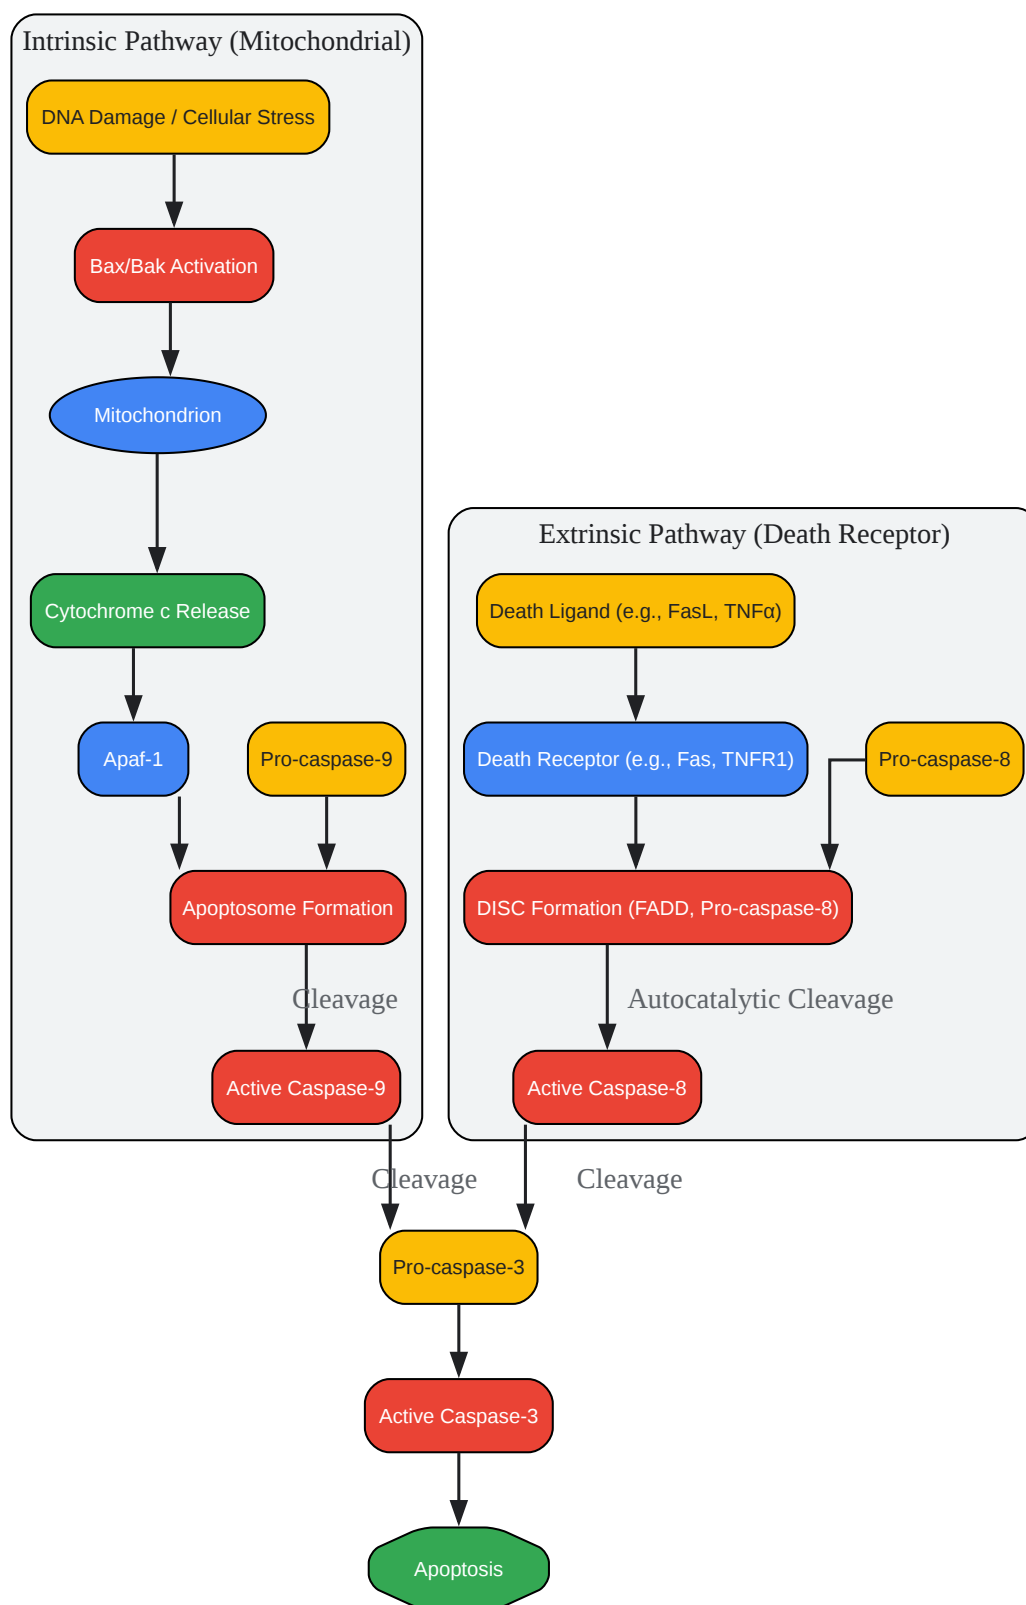 Intrinsic Pathway (Mitochondrial)
DNA Damage / Cellular Stress
Bax/Bak Activation
Mitochondrion
Cytochrome c Release
Apaf-1
Pro-caspase-9
Apoptosome Formation
Cleavage
Active Caspase-9
Extrinsic Pathway (Death Receptor)
Death Ligand (e.g., FasL, TNFα)
Death Receptor (e.g., Fas, TNFR1)
Pro-caspase-8
DISC Formation (FADD, Pro-caspase-8)
Autocatalytic Cleavage
Active Caspase-8
Cleavage
Cleavage
Pro-caspase-3
Active Caspase-3
Apoptosis